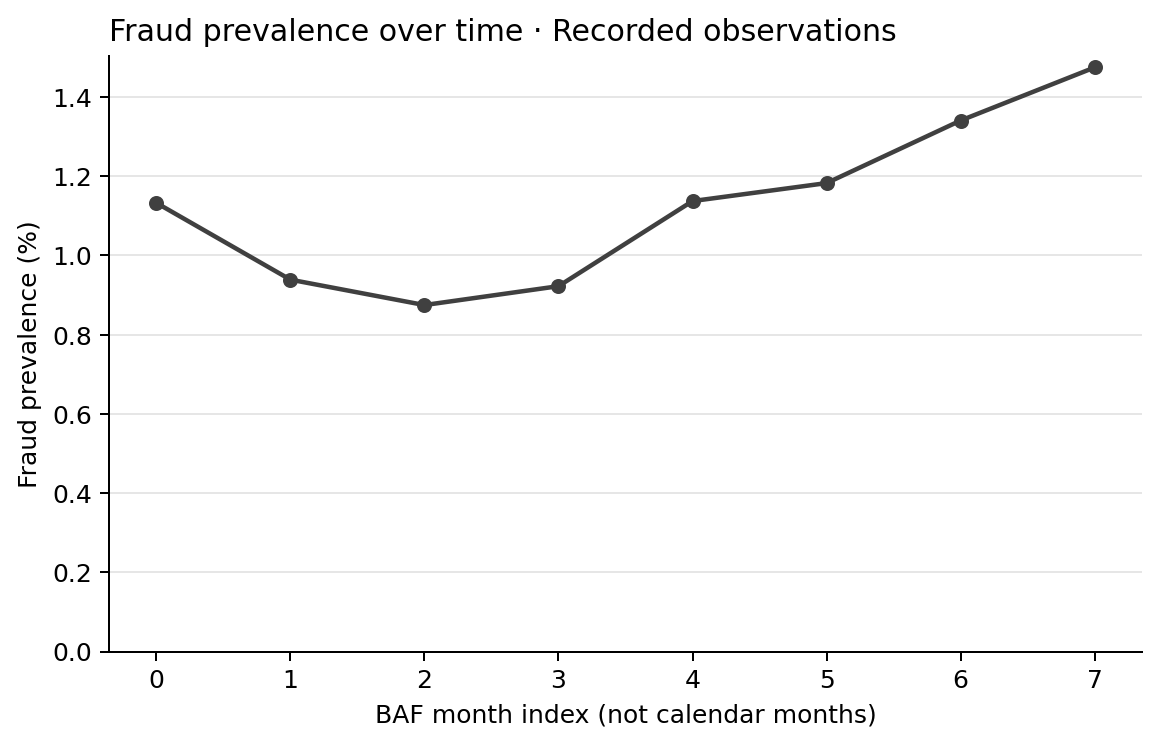 Fraud prevalence over time · Recorded observations
Fraud prevalence (%)
1.4
1.2
1.0
0.8
0.6
0.4
0.2
0.0
0 1 2 3 4 5 6 7
BAF month index (not calendar months)